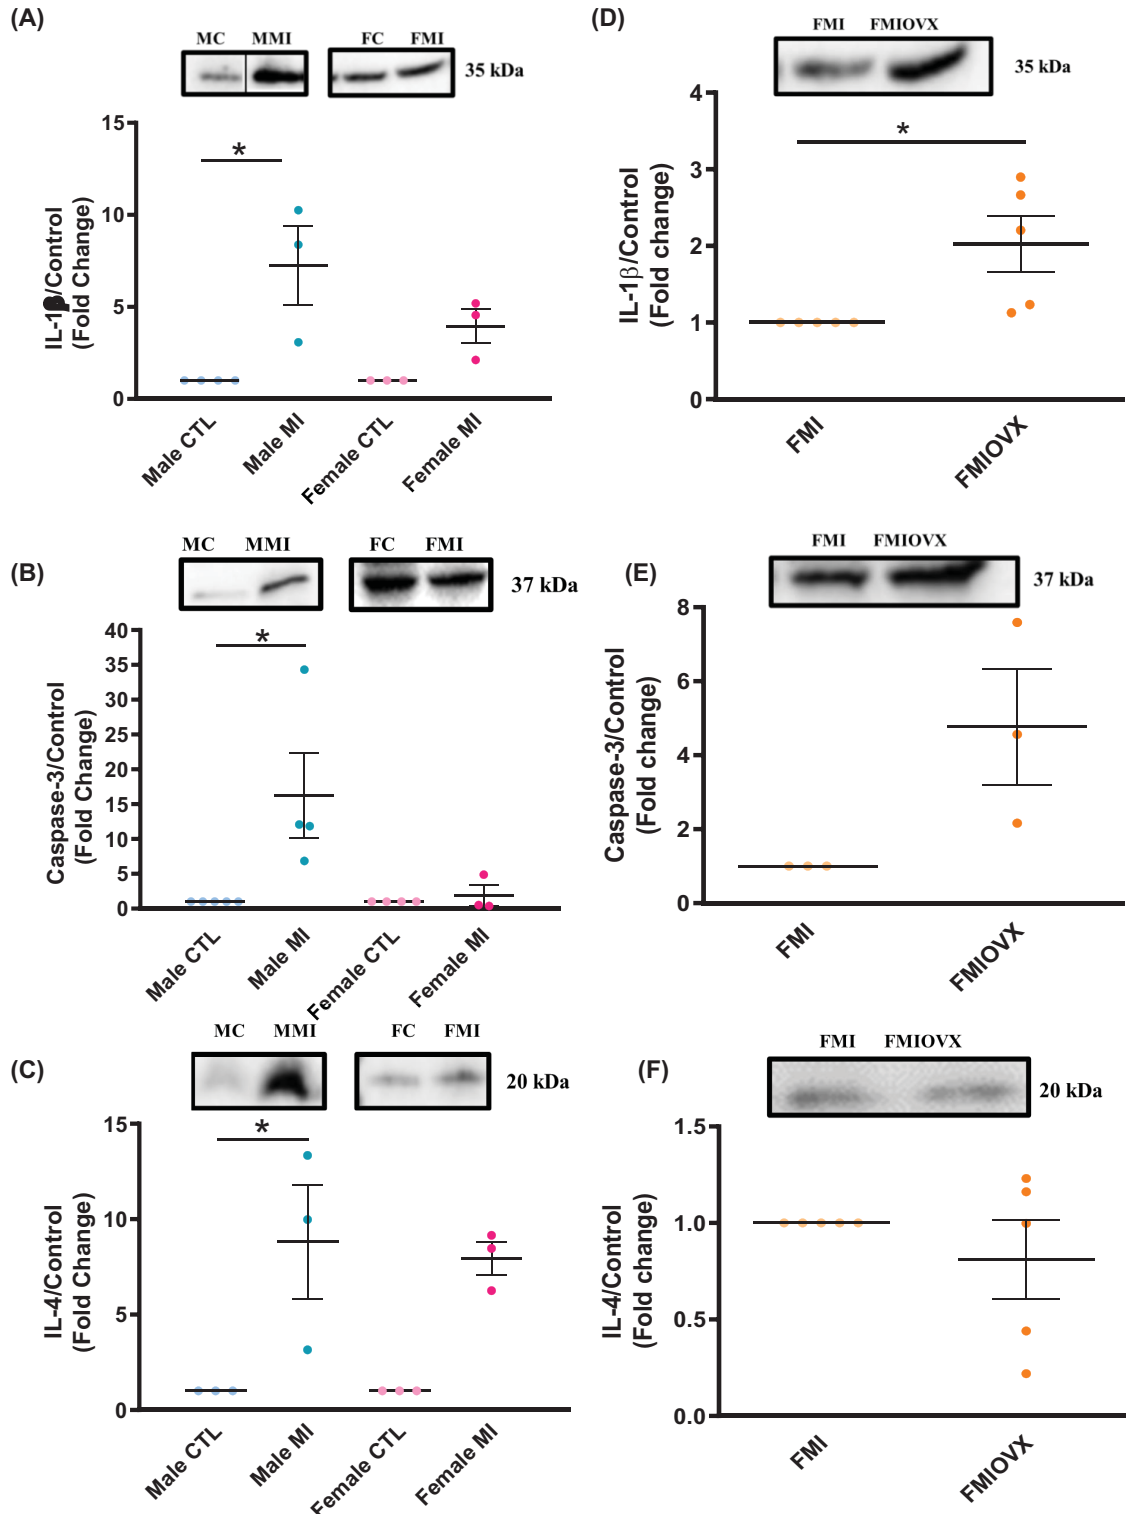 (A)
MC MMI FC FMI
35 kDa
IL-1β/Control
(Fold Change)
15
10
5
0
*
Male CTL
Male MI
Female CTL
Female MI
(D)
FMI FMIOVX
35 kDa
IL-1β/Control
(Fold change)
4
3
2
1
0
*
FMI
FMIOVX
(B)
MC MMI FC FMI
37 kDa
Caspase-3/Control
(Fold Change)
40
35
30
25
20
15
10
5
0
*
Male CTL
Male MI
Female CTL
Female MI
(E)
FMI FMIOVX
37 kDa
Caspase-3/Control
(Fold change)
8
6
4
2
0
FMI
FMIOVX
(C)
MC MMI FC FMI
20 kDa
IL-4/Control
(Fold Change)
15
10
5
0
*
Male CTL
Male MI
Female CTL
Female MI
(F)
FMI FMIOVX
20 kDa
IL-4/Control
(Fold change)
1.5
1.0
0.5
0.0
FMI
FMIOVX